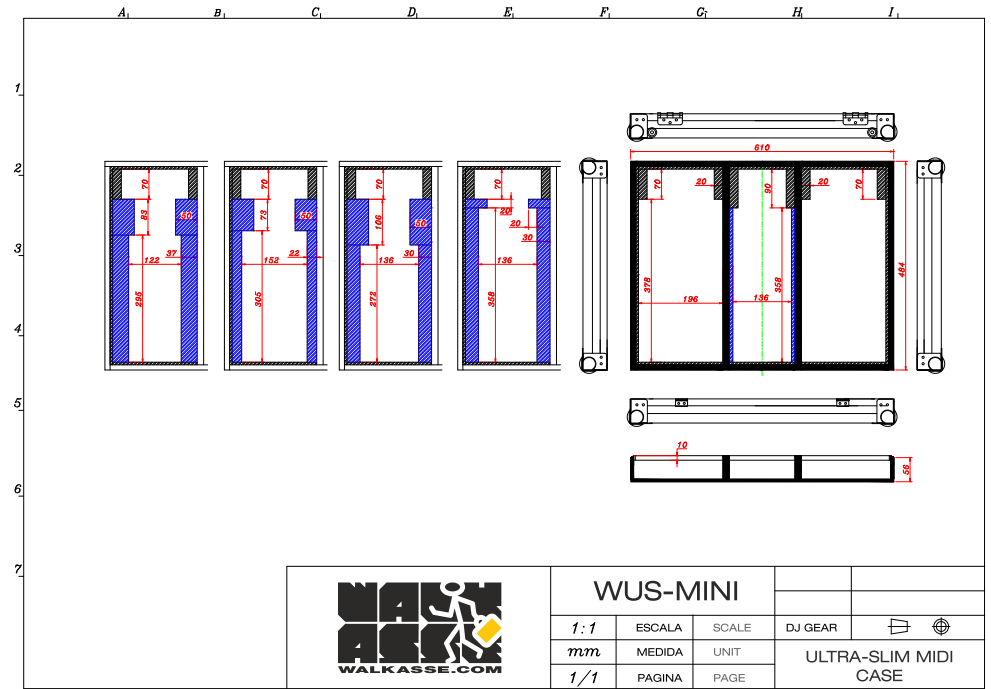 A B C D E F G H I
1
2
3
4
5
6
7
610
70 83 50 37 122 295
70 73 50 22 152 305
70 106 50 30 136 272
70 20 20 30 136 358
70 20 90 20 70
378 196 136 358 484
10
56
WALK
ASSE
WALKASSE.COM
WUS-MINI
1:1 ESCALA SCALE DJ GEAR
mm MEDIDA UNIT
1/1 PAGINA PAGE
ULTRA-SLIM MIDI
CASE